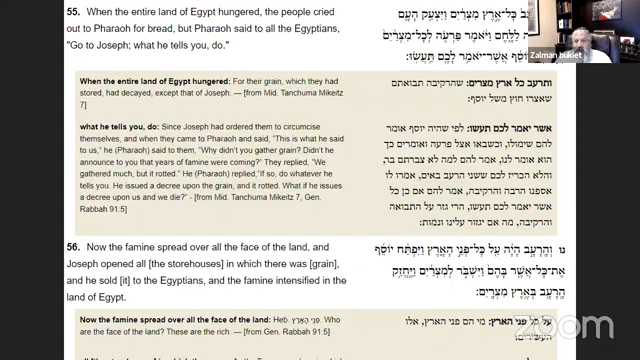 55. When the entire land of Egypt hungered, the people cried
out to Pharaoh for bread, but Pharaoh said to all the Egyptians,
"Go to Joseph; what he tells you, do."
When the entire land of Egypt hungered: For their grain, which they had
stored, had decayed, except that of Joseph. — [from Mid. Tanchuma Mikeitz
7]
what he tells you, do: Since Joseph had ordered them to circumcise
themselves, and when they came to Pharaoh and said, "This is what he said
to us," he (Pharaoh) said to them, "Why didn't you gather grain? Didn't he
announce to you that years of famine were coming?" They replied, "We
gathered much, but it rotted." He (Pharaoh) replied,"If so, do whatever he
tells you. He issued a decree upon the grain, and it rotted. What if he issues a
decree upon us and we die?" - [from Mid. Tanchuma Mikeitz 7, Gen.
Rabbah 91:5]
56. Now the famine spread over all the face of the land, and
Joseph opened all [the storehouses] in which there was [grain],
and he sold [it] to the Egyptians, and the famine intensified in the
land of Egypt.
Now the famine spread over all the face of the land: Heb. פְּנֵי הָאָרֶץ. Who
are the face of the land? These are the rich. — [from Gen. Rabbah 91:5]
כָּל־אֶרֶץ מִצְרַיִם וַיִּצְעַק הָעָם
לַלָּחֶם וַיֹּאמֶר פַּרְעֹה לְכָל־מִצְרַיִם
יוֹסֵף אֲשֶׁר־יֹאמַר לָכֶם תַּעֲשׂוּ:
ותרעב כל ארץ מצרים: שהרקיבה תבואתם
שאצרו חוץ משל יוסף:
אשר יאמר לכם תעשו: לפי שהיה יוסף אומר
להם שימולו, וכשבאו אצל פרעה ואומרים כך
הוא אומר לנו, אמר להם למה לא צברתם בר,
והלא הכריז לכם ששני הרעב באים, אמרו לו
אספנו הרבה והרקיבה, אמר להם אם כן כל
אשר יאמר לכם תעשו, הרי גזר על התבואה
והרקיבה, מה אם יגזור עלינו ונמות:
נו וְהָרָעָב הָיָה עַל כָּל־פְּנֵי הָאָרֶץ וַיִּפְתַּח יוֹסֵף
אֶת־כָּל־אֲשֶׁר בָּהֶם וַיִּשְׁבֹּר לְמִצְרַיִם וַיֶּחֱזַק
הָרָעָב בְּאֶרֶץ מִצְרָיִם:
על כל פני הארץ: מי הם פני הארץ, אלו
העשירים:
Zalman bukiet
zoom